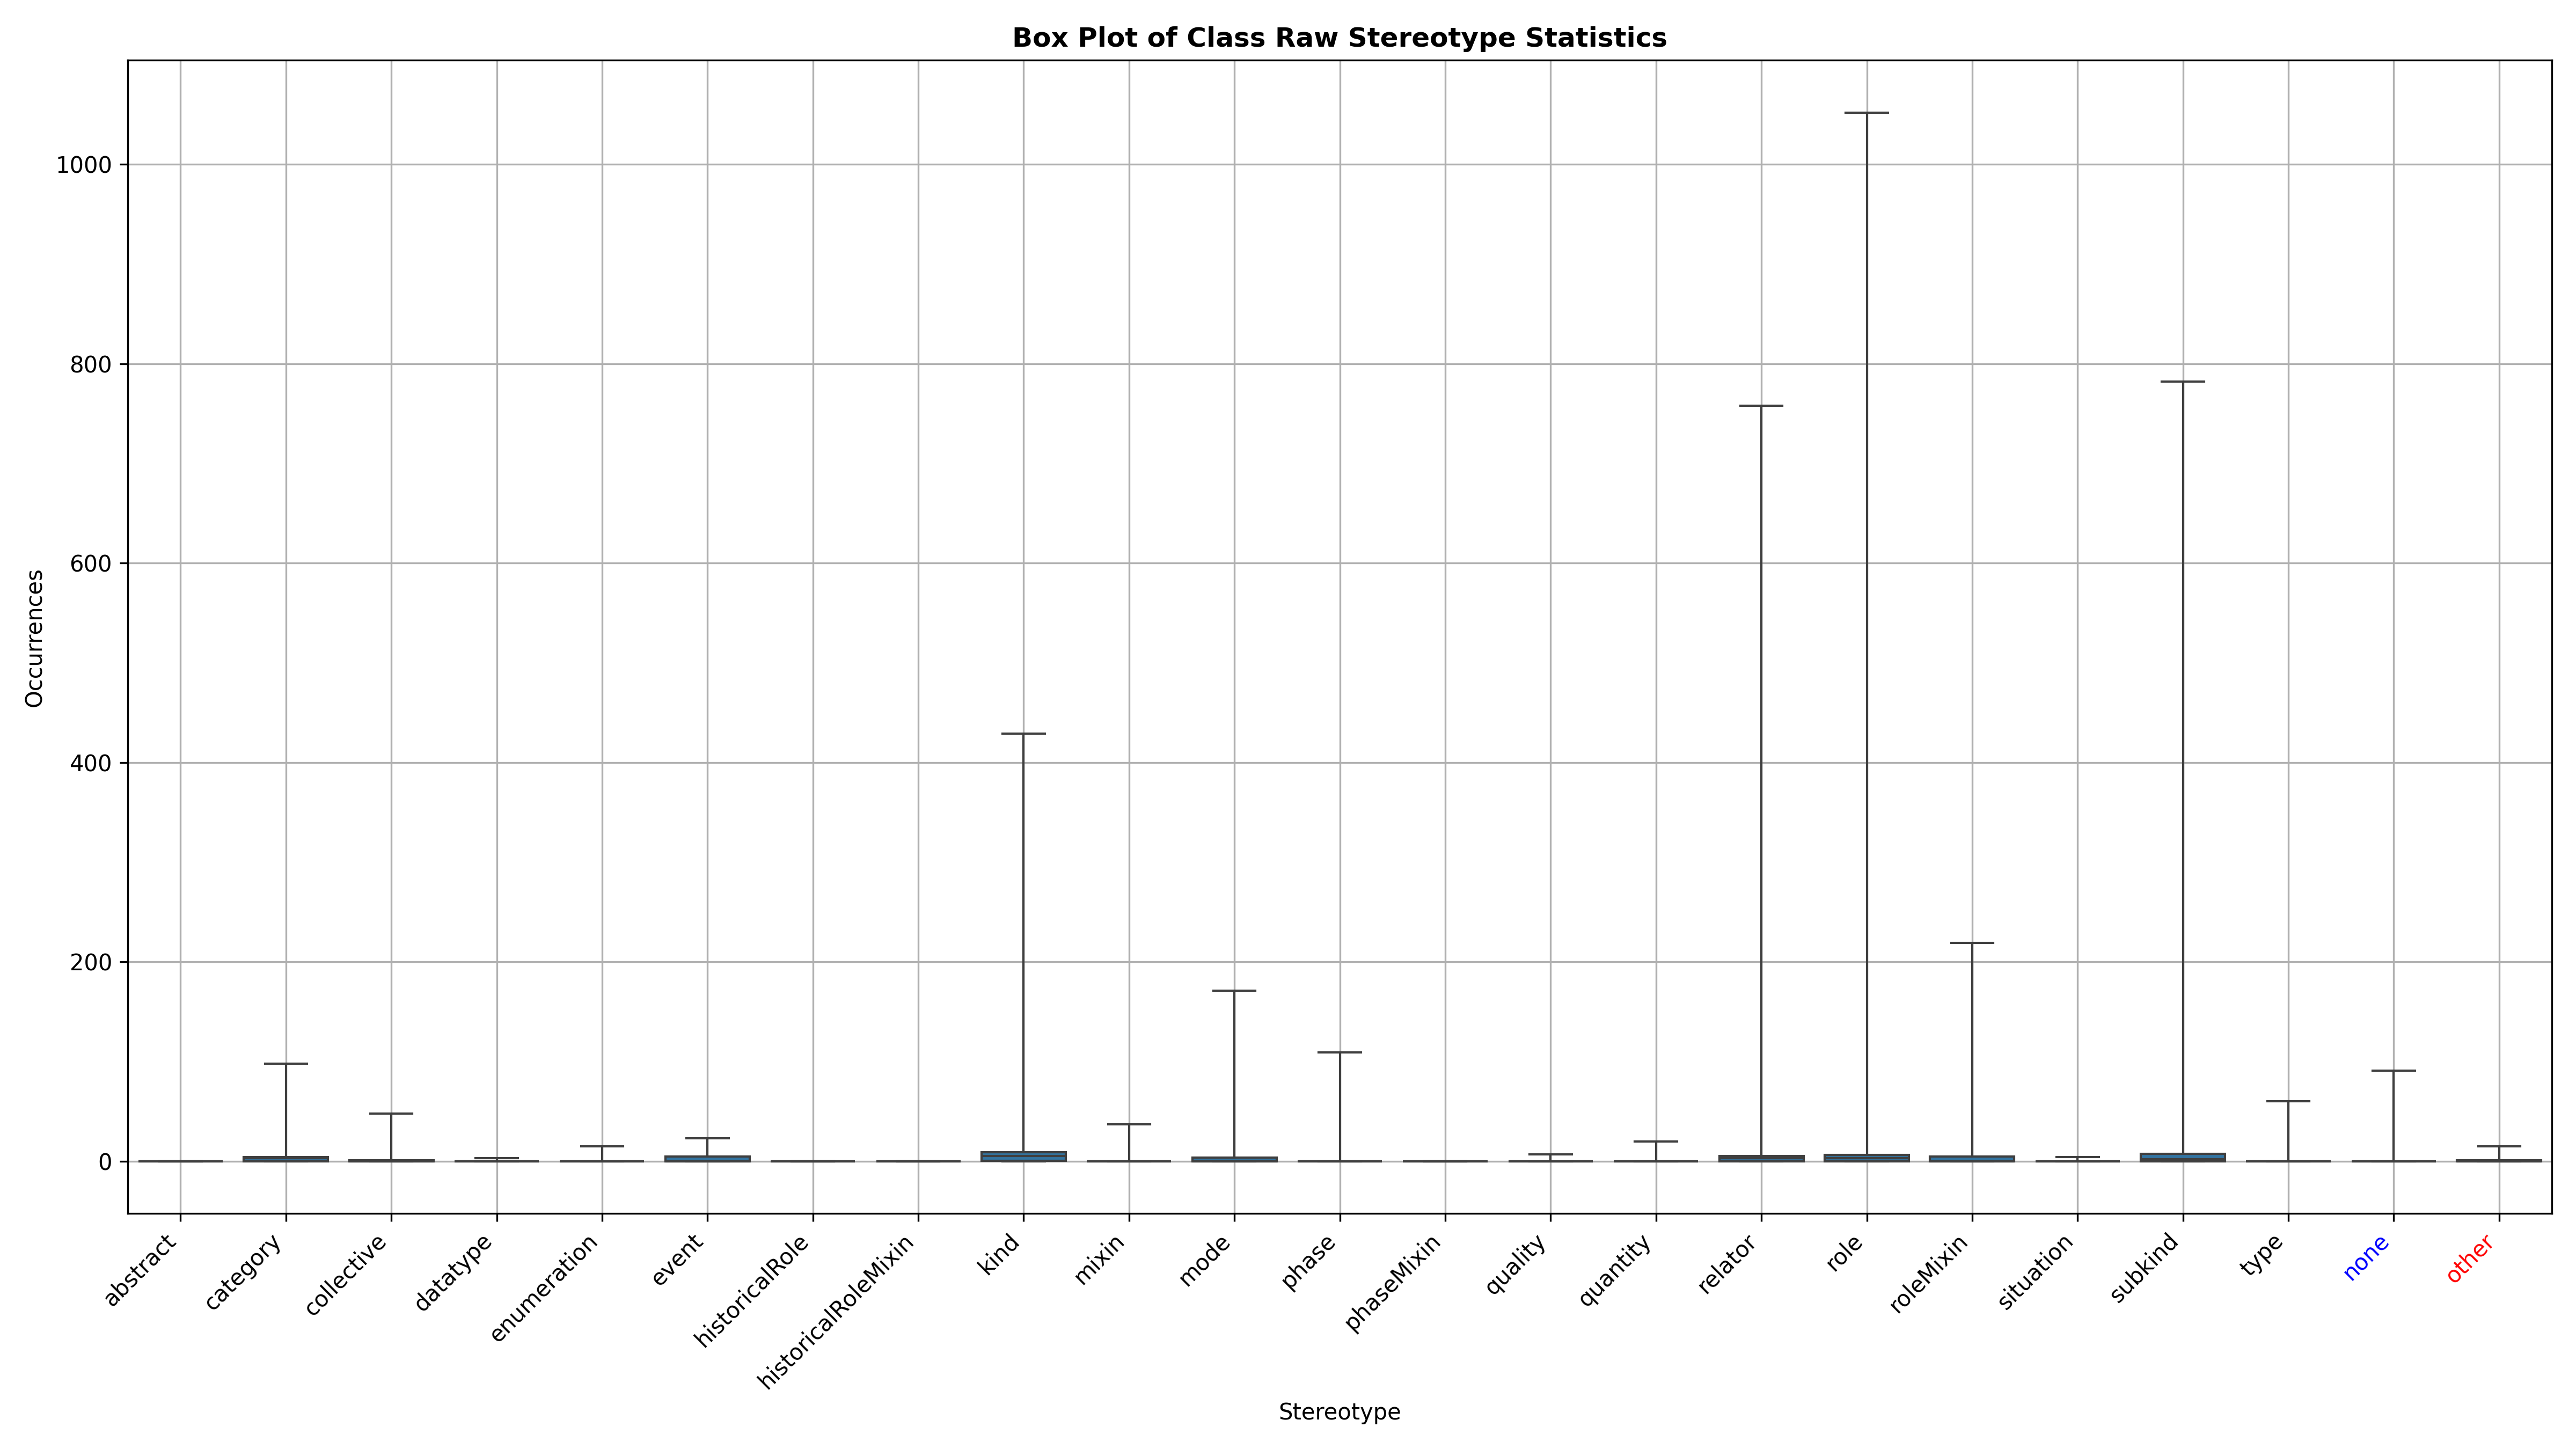 Box Plot of Class Raw Stereotype Statistics
Occurrences
1000
800
600
400
200
0
abstract
category
collective
datatype
enumeration
event
historicalRole
historicalRoleMixin
kind
mixin
mode
phase
phaseMixin
quality
quantity
relator
role
roleMixin
situation
subkind
type
none
other
Stereotype